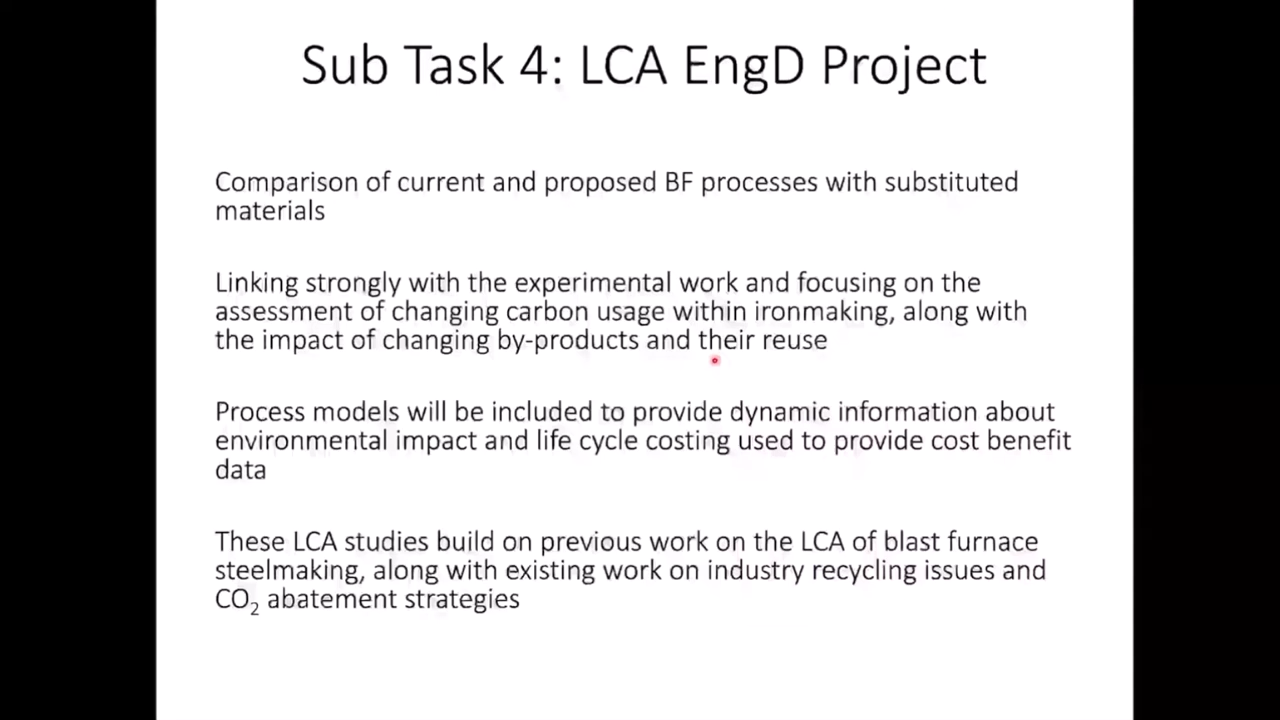 Sub Task 4: LCA EngD Project
Comparison of current and proposed BF processes with substituted
materials
Linking strongly with the experimental work and focusing on the
assessment of changing carbon usage within ironmaking, along with
the impact of changing by-products and their reuse
Process models will be included to provide dynamic information about
environmental impact and life cycle costing used to provide cost benefit
data
These LCA studies build on previous work on the LCA of blast furnace
steelmaking, along with existing work on industry recycling issues and
CO₂ abatement strategies